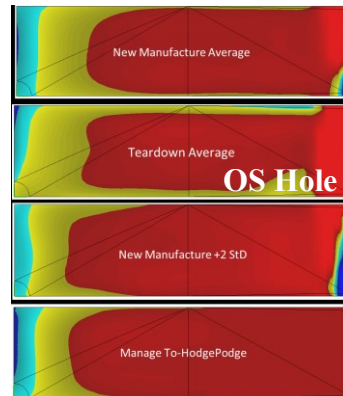 New Manufacture Average
Teardown Average
OS Hole
New Manufacture +2 StD
Manage To-HodgePodge